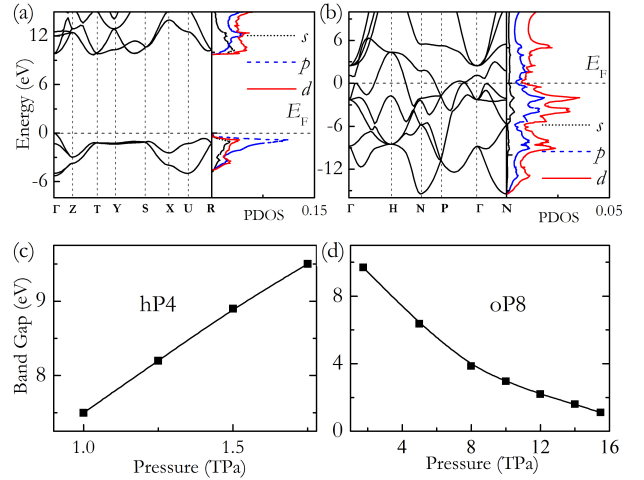 (a)
12
6
0
-6
Energy (eV)
s
p
d
E_F
Γ Z T Y S X U R
PDOS
0.15
(b)
6
0
-6
-12
E_F
s
p
d
Γ H N P Γ N
PDOS
0.05
(c)
hP4
9
8
Band Gap (eV)
1.0 1.5
Pressure (TPa)
(d)
oP8
8
4
0
4 8 12 16
Pressure (TPa)